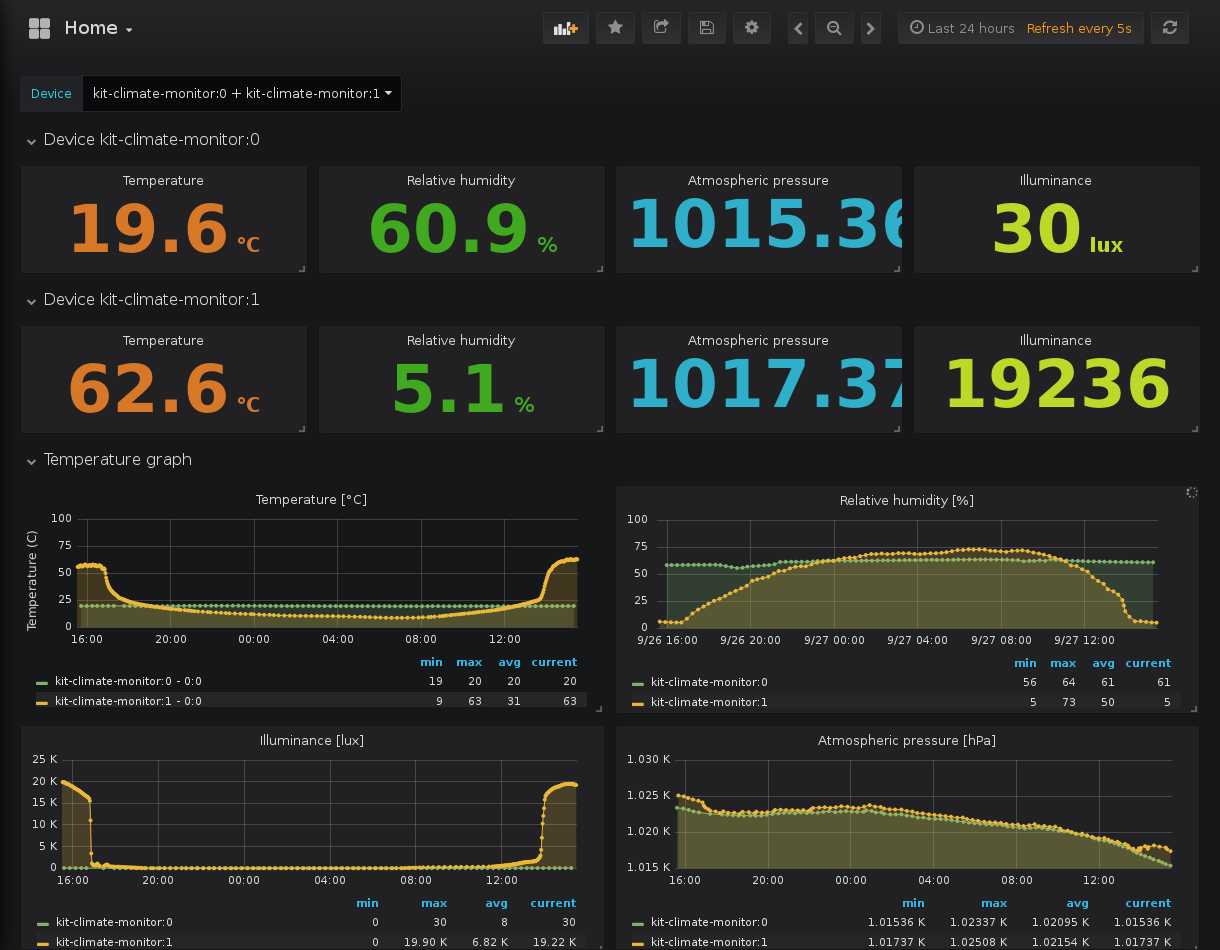 Home
Last 24 hours Refresh every 5s
Device kit-climate-monitor:0 + kit-climate-monitor:1
Device kit-climate-monitor:0
Temperature Relative humidity Atmospheric pressure Illuminance
19.6 °C 60.9 % 1015.36 30 lux
Device kit-climate-monitor:1
Temperature Relative humidity Atmospheric pressure Illuminance
62.6 °C 5.1 % 1017.37 19236
Temperature graph
Temperature [°C]
Temperature (C)
100
75
50
25
0
16:00 20:00 00:00 04:00 08:00 12:00
min max avg current
kit-climate-monitor:0 - 0:0 19 20 20 20
kit-climate-monitor:1 - 0:0 9 63 31 63
Relative humidity [%]
100
75
50
25
0
9/26 16:00 9/26 20:00 9/27 00:00 9/27 04:00 9/27 08:00 9/27 12:00
min max avg current
kit-climate-monitor:0 56 64 61 61
kit-climate-monitor:1 5 73 50 5
Illuminance [lux]
25 K
20 K
15 K
10 K
5 K
0
16:00 20:00 00:00 04:00 08:00 12:00
min max avg current
kit-climate-monitor:0 0 30 8 30
kit-climate-monitor:1 0 19.90 K 6.82 K 19.22 K
Atmospheric pressure [hPa]
1.030 K
1.025 K
1.020 K
1.015 K
16:00 20:00 00:00 04:00 08:00 12:00
min max avg current
kit-climate-monitor:0 1.01536 K 1.02337 K 1.02095 K 1.01536 K
kit-climate-monitor:1 1.01737 K 1.02508 K 1.02154 K 1.01737 K